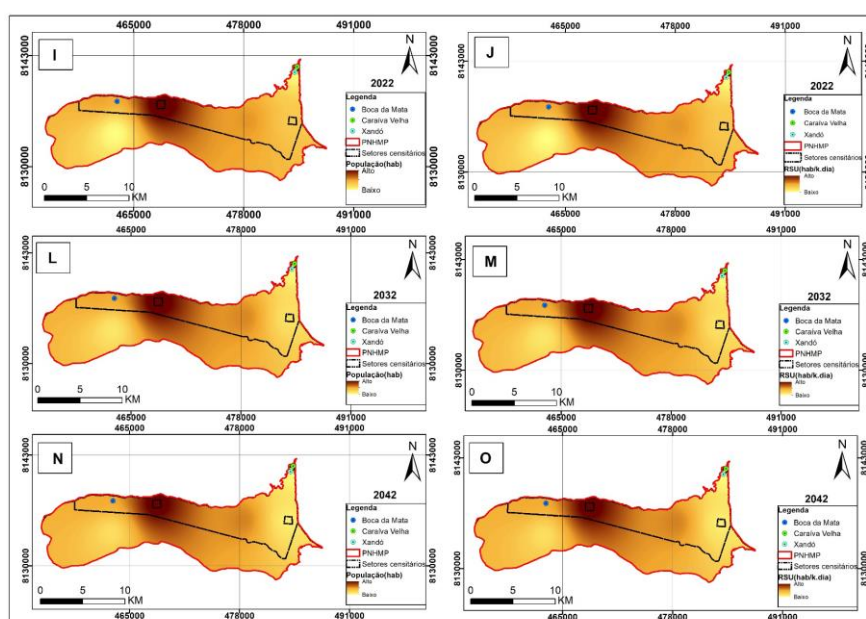 465000 478000 491000
I
N
8143000
2022
Legenda
Boca da Mata
Caraíva Velha
Xandó
PNHMP
Setores censitários
População(hab)
Alto
Baixo
8130000
0 5 10
KM
465000 478000 491000
465000 478000 491000
J
N
8143000
2022
Legenda
Boca da Mata
Caraíva Velha
Xandó
PNHMP
Setores censitários
RSU(hab/k.dia)
Alto
Baixo
8130000
0 5 10
KM
465000 478000 491000
L
N
8143000
2032
Legenda
Boca da Mata
Caraíva Velha
Xandó
PNHMP
Setores censitários
População(hab)
Alto
Baixo
8130000
0 5 10
KM
465000 478000 491000
M
N
8143000
2032
Legenda
Boca da Mata
Caraíva Velha
Xandó
PNHMP
Setores censitários
RSU(hab/k.dia)
Alto
Baixo
8130000
0 5 10
KM
465000 478000 491000
N
N
8143000
2042
Legenda
Boca da Mata
Caraíva Velha
Xandó
PNHMP
Setores censitários
População(hab)
Alto
Baixo
8130000
0 5 10
KM
465000 478000 491000
O
N
8143000
2042
Legenda
Boca da Mata
Caraíva Velha
Xandó
PNHMP
Setores censitários
RSU(hab/k.dia)
Alto
Baixo
8130000
0 5 10
KM
465000 478000 491000